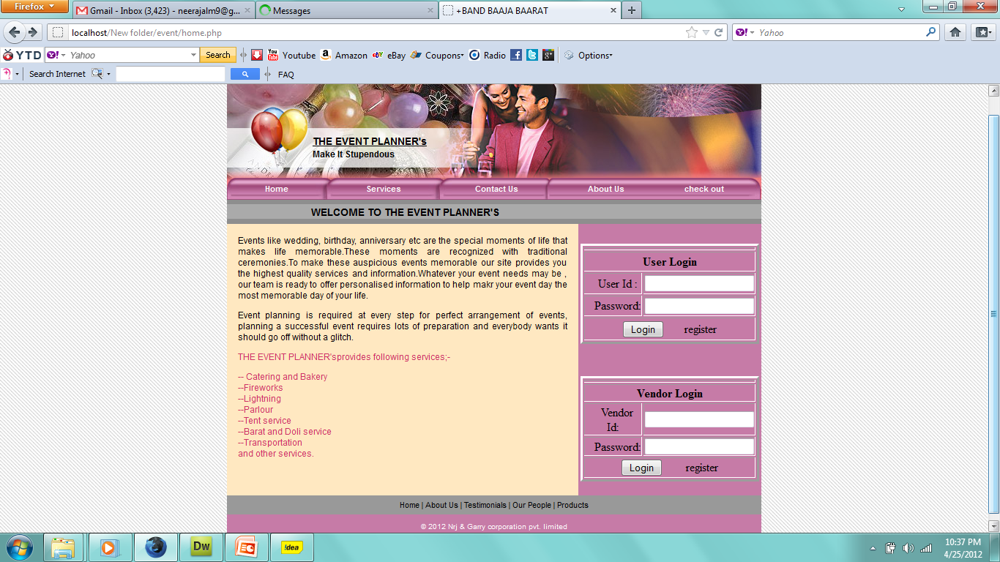 Firefox
Gmail - Inbox (3,423) - neerajalm9@g...
Messages
+BAND BAAJA BAARAT
localhost/New folder/event/home.php
Yahoo
YTD
Yahoo
Search
Youtube
Amazon
eBay
Coupons
Radio
Options
Search Internet
FAQ
THE EVENT PLANNER's
Make It Stupendous
Home
Services
Contact Us
About Us
check out
WELCOME TO THE EVENT PLANNER'S
Events like wedding, birthday, anniversary etc are the special moments of life that
makes life memorable.These moments are recognized with traditional
ceremonies.To make these auspicious events memorable our site provides you
the highest quality services and information.Whatever your event needs may be ,
our team is ready to offer personalised information to help makr your event day the
most memorable day of your life.
Event planning is required at every step for perfect arrangement of events,
planning a successful event requires lots of preparation and everybody wants it
should go off without a glitch.
THE EVENT PLANNER'sprovides following services;-
-- Catering and Bakery
--Fireworks
--Lightning
--Parlour
--Tent service
--Barat and Doli service
--Transportation
and other services.
User Login
User Id :
Password:
Login
register
Vendor Login
Vendor
Id:
Password:
Login
register
Home | About Us | Testimonials | Our People | Products
© 2012 Nrj & Garry corporation pvt. limited
Dw
!dea
10:37 PM
4/25/2012